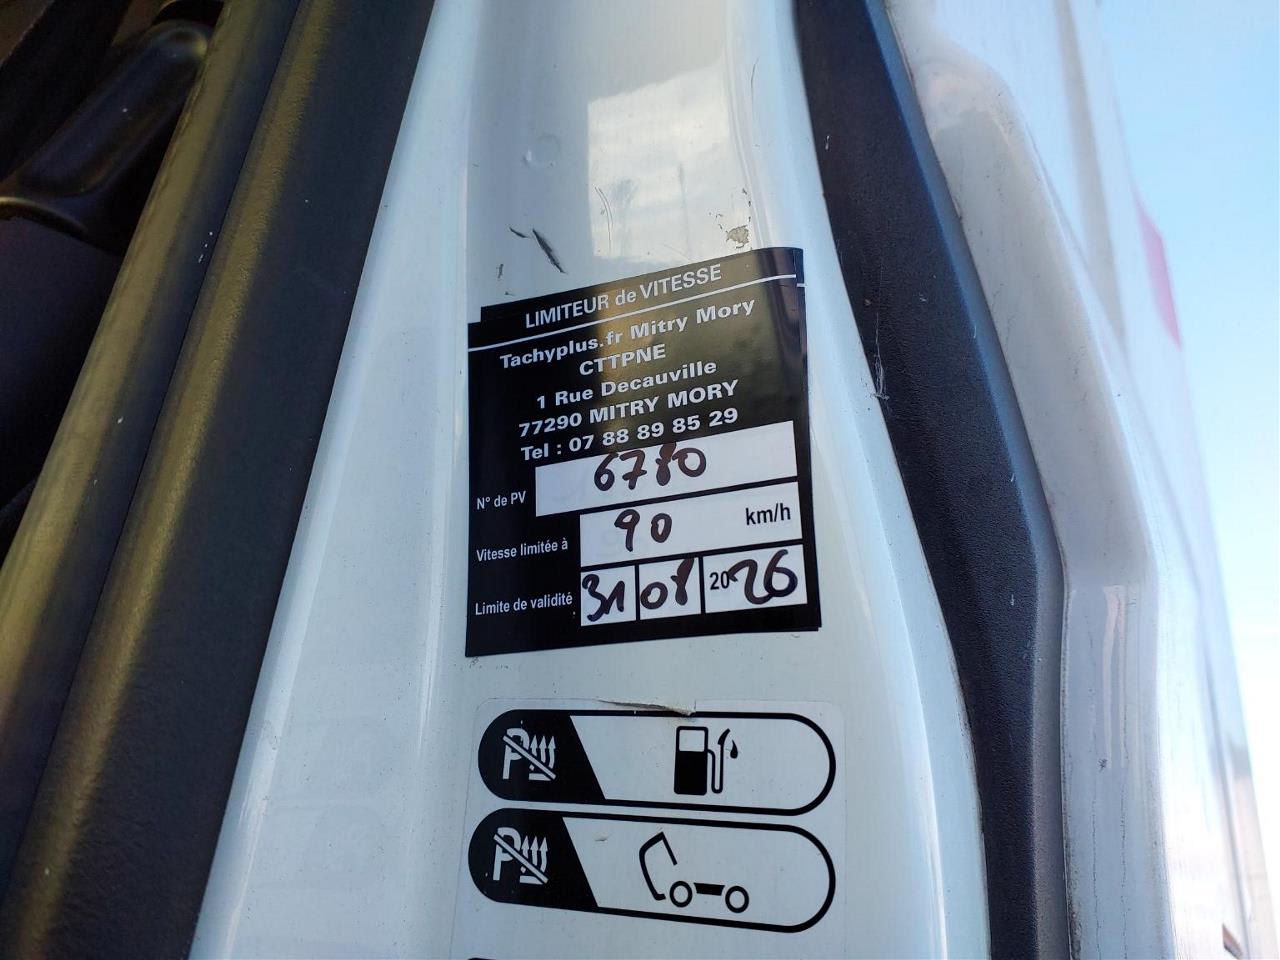 LIMITEUR de VITESSE
Tachyplus.fr Mitry Mory
CTTPNE
1 Rue Decauville
77290 MITRY MORY
Tel : 07 88 89 85 29
N° de PV 6780
Vitesse limitée à 90 km/h
Limite de validité 31 08 2026
P
P